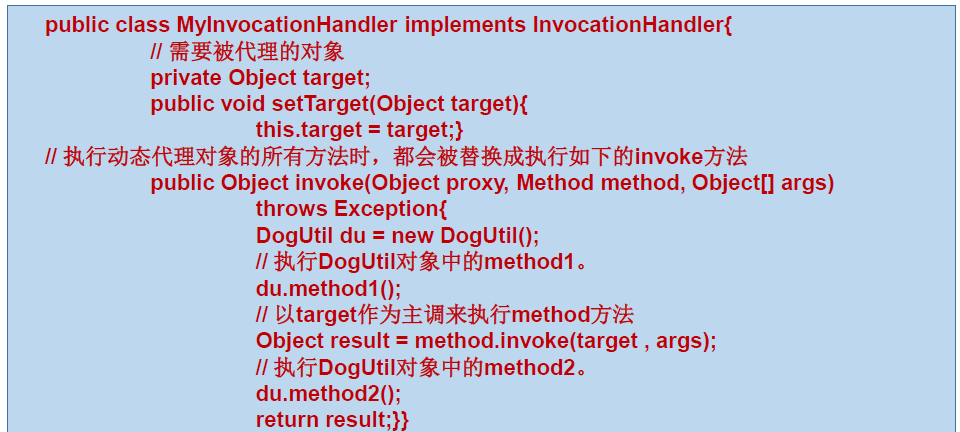 public class MyInvocationHandler implements InvocationHandler{
// 需要被代理的对象
private Object target;
public void setTarget(Object target){
this.target = target;}
// 执行动态代理对象的所有方法时，都会被替换成执行如下的invoke方法
public Object invoke(Object proxy, Method method, Object[] args)
throws Exception{
DogUtil du = new DogUtil();
// 执行DogUtil对象中的method1。
du.method1();
// 以target作为主调来执行method方法
Object result = method.invoke(target , args);
// 执行DogUtil对象中的method2。
du.method2();
return result;}}